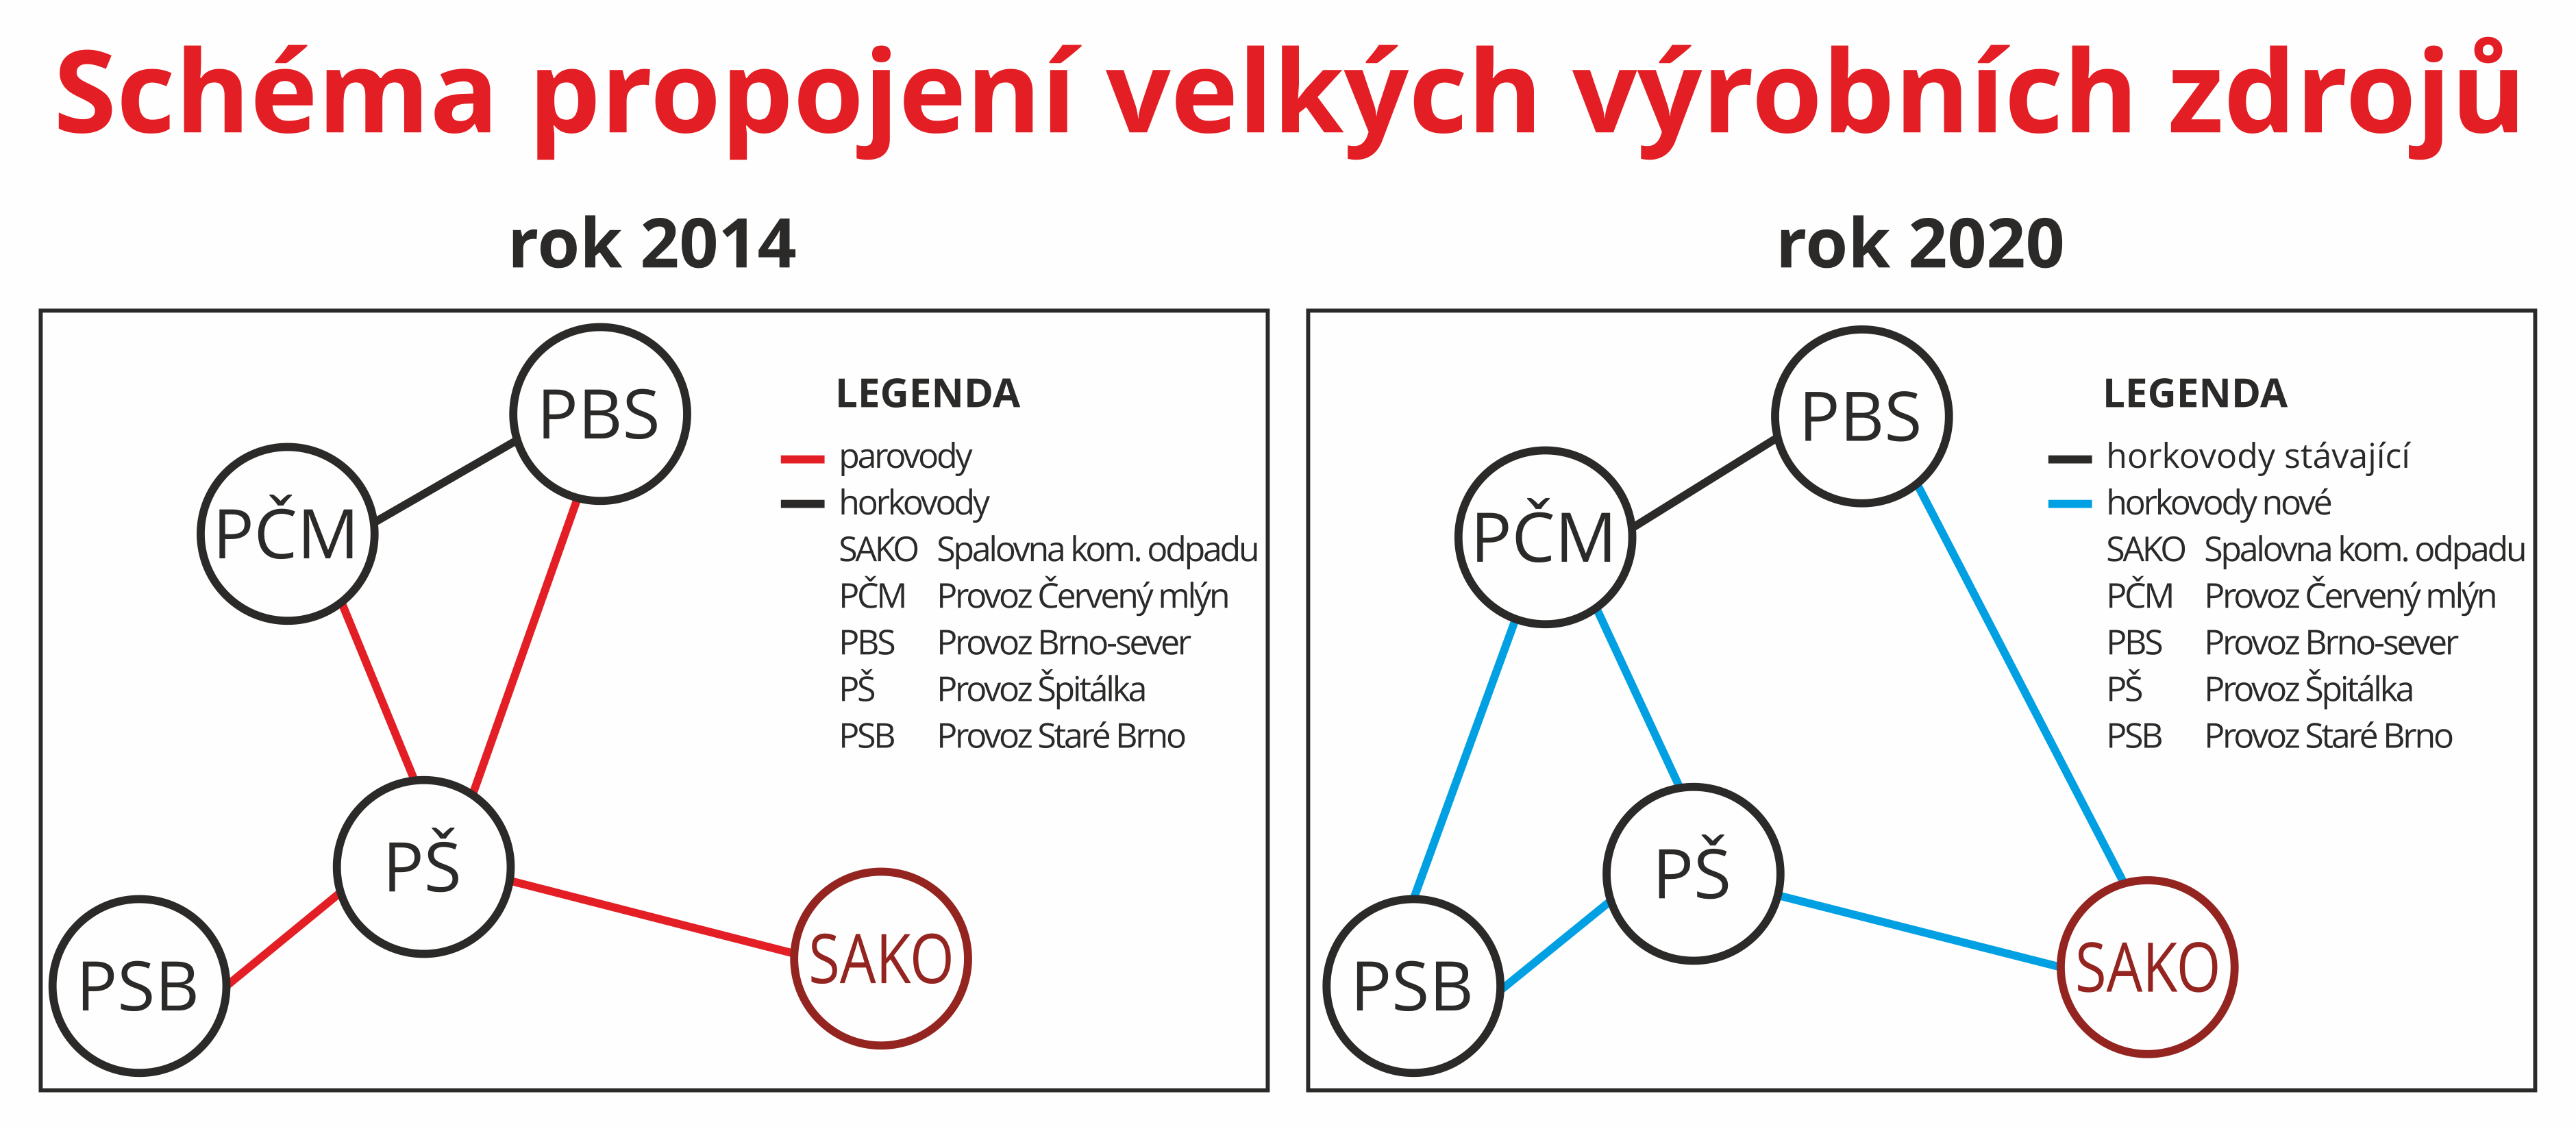 Schéma propojení velkých výrobních zdrojů
rok 2014
PBS
PČM
PŠ
PSB
SAKO
LEGENDA
parovody
horkovody
SAKO Spalovna kom. odpadu
PČM Provoz Červený mlýn
PBS Provoz Brno-sever
PŠ Provoz Špitálka
PSB Provoz Staré Brno
rok 2020
PBS
PČM
PŠ
PSB
SAKO
LEGENDA
horkovody stávající
horkovody nové
SAKO Spalovna kom. odpadu
PČM Provoz Červený mlýn
PBS Provoz Brno-sever
PŠ Provoz Špitálka
PSB Provoz Staré Brno